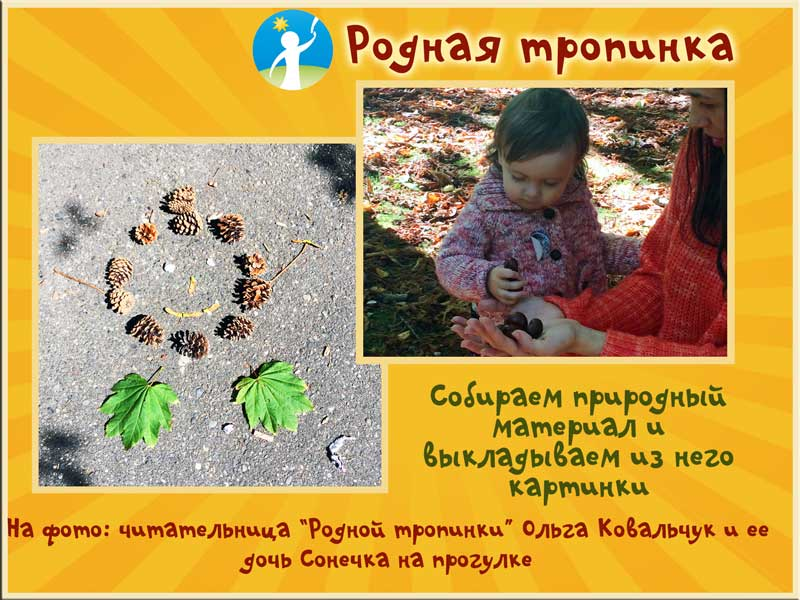 Родная тропинка
Собираем природный
материал и
выкладываем из него
картинки
На фото: читательница "Родной тропинки" Ольга Ковальчук и ее
дочь Сонечка на прогулке